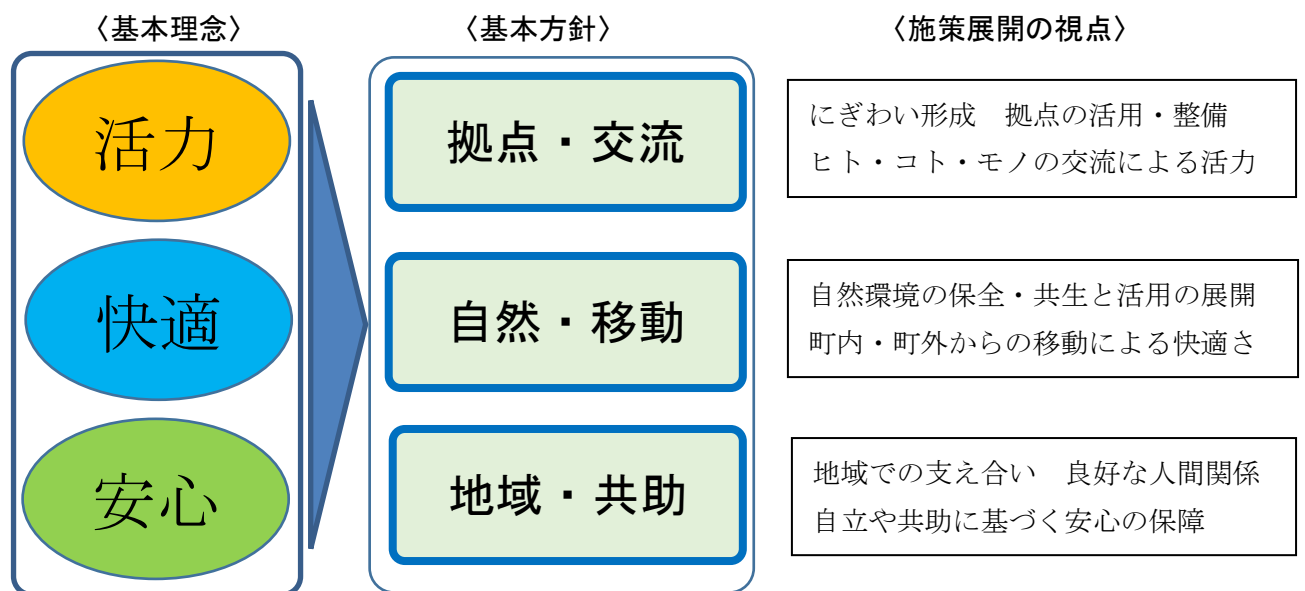 〈基本理念〉
〈基本方針〉
〈施策展開の視点〉
活力
拠点・交流
にぎわい形成　拠点の活用・整備
ヒト・コト・モノの交流による活力
快適
自然・移動
自然環境の保全・共生と活用の展開
町内・町外からの移動による快適さ
安心
地域・共助
地域での支え合い　良好な人間関係
自立や共助に基づく安心の保障